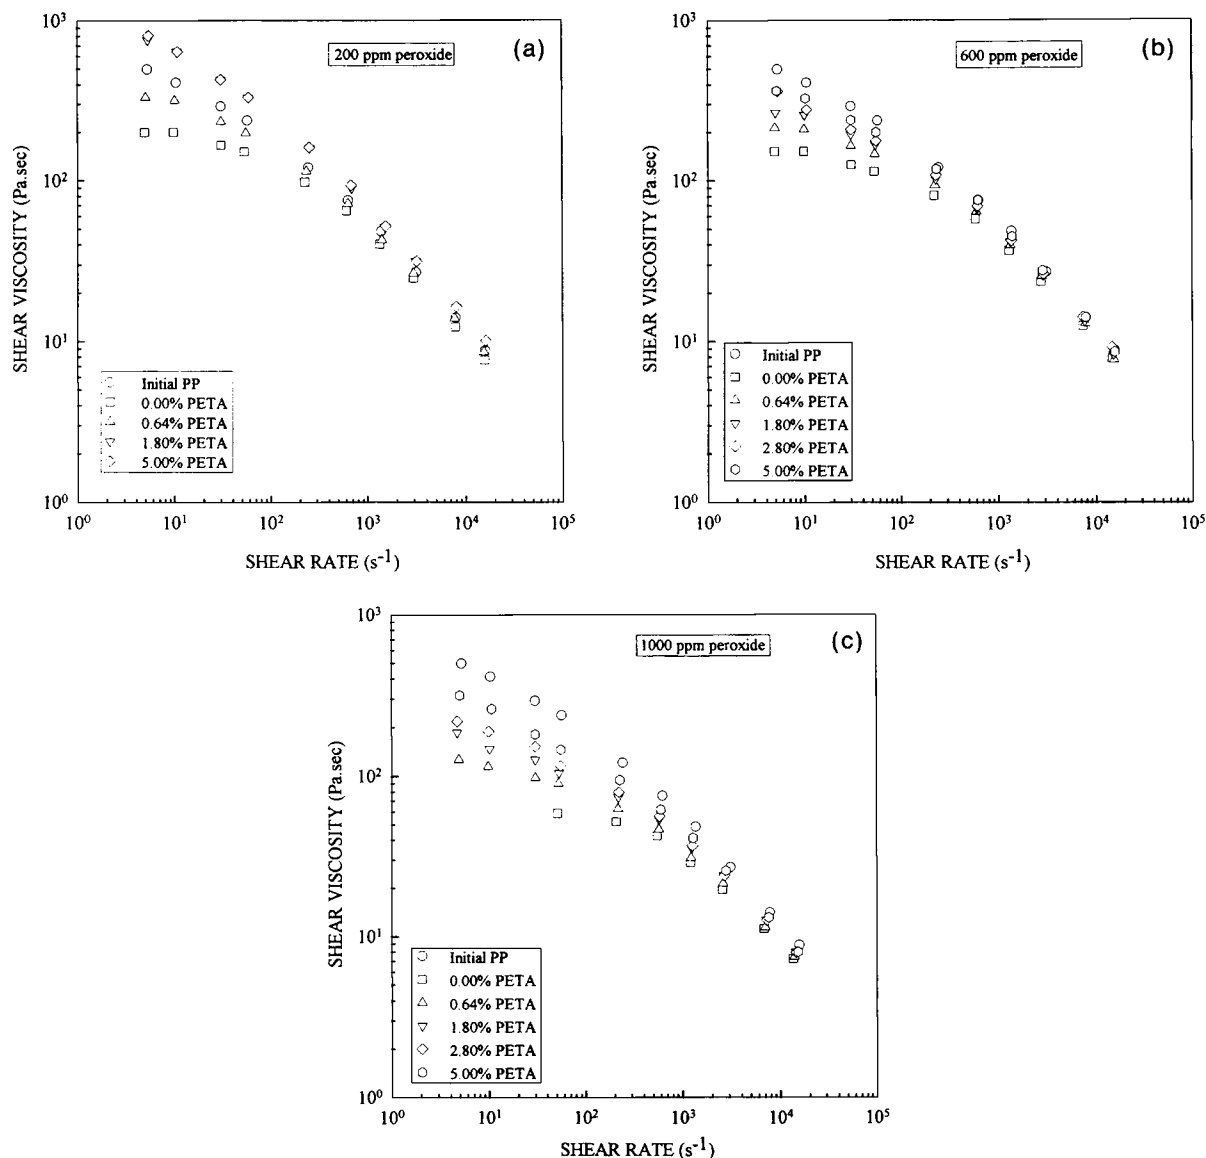 (a)
200 ppm peroxide
10³
10²
10¹
10⁰
SHEAR VISCOSITY (Pa.sec)
Initial PP
0.00% PETA
0.64% PETA
1.80% PETA
5.00% PETA
10⁰ 10¹ 10² 10³ 10⁴ 10⁵
SHEAR RATE (s⁻¹)
(b)
600 ppm peroxide
10³
10²
10¹
10⁰
SHEAR VISCOSITY (Pa.sec)
Initial PP
0.00% PETA
0.64% PETA
1.80% PETA
2.80% PETA
5.00% PETA
10⁰ 10¹ 10² 10³ 10⁴ 10⁵
SHEAR RATE (s⁻¹)
(c)
1000 ppm peroxide
10³
10²
10¹
10⁰
SHEAR VISCOSITY (Pa.sec)
Initial PP
0.00% PETA
0.64% PETA
1.80% PETA
2.80% PETA
5.00% PETA
10⁰ 10¹ 10² 10³ 10⁴ 10⁵
SHEAR RATE (s⁻¹)